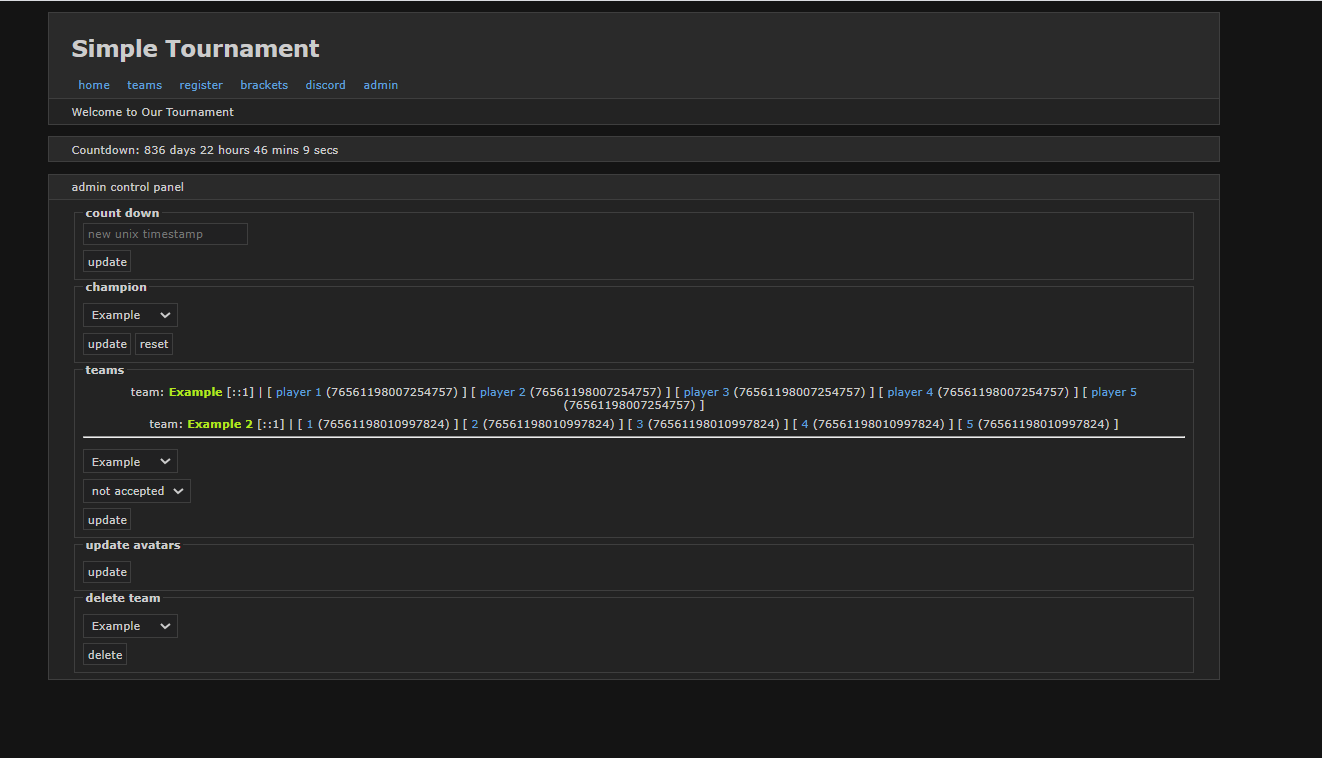 Simple Tournament
home teams register brackets discord admin
Welcome to Our Tournament
Countdown: 836 days 22 hours 46 mins 9 secs
admin control panel
count down
new unix timestamp
update
champion
Example
update reset
teams
team: Example [::1] | [ player 1 (76561198007254757) ] [ player 2 (76561198007254757) ] [ player 3 (76561198007254757) ] [ player 4 (76561198007254757) ] [ player 5
(76561198007254757) ]
team: Example 2 [::1] | [ 1 (76561198010997824) ] [ 2 (76561198010997824) ] [ 3 (76561198010997824) ] [ 4 (76561198010997824) ] [ 5 (76561198010997824) ]
Example
not accepted
update
update avatars
update
delete team
Example
delete